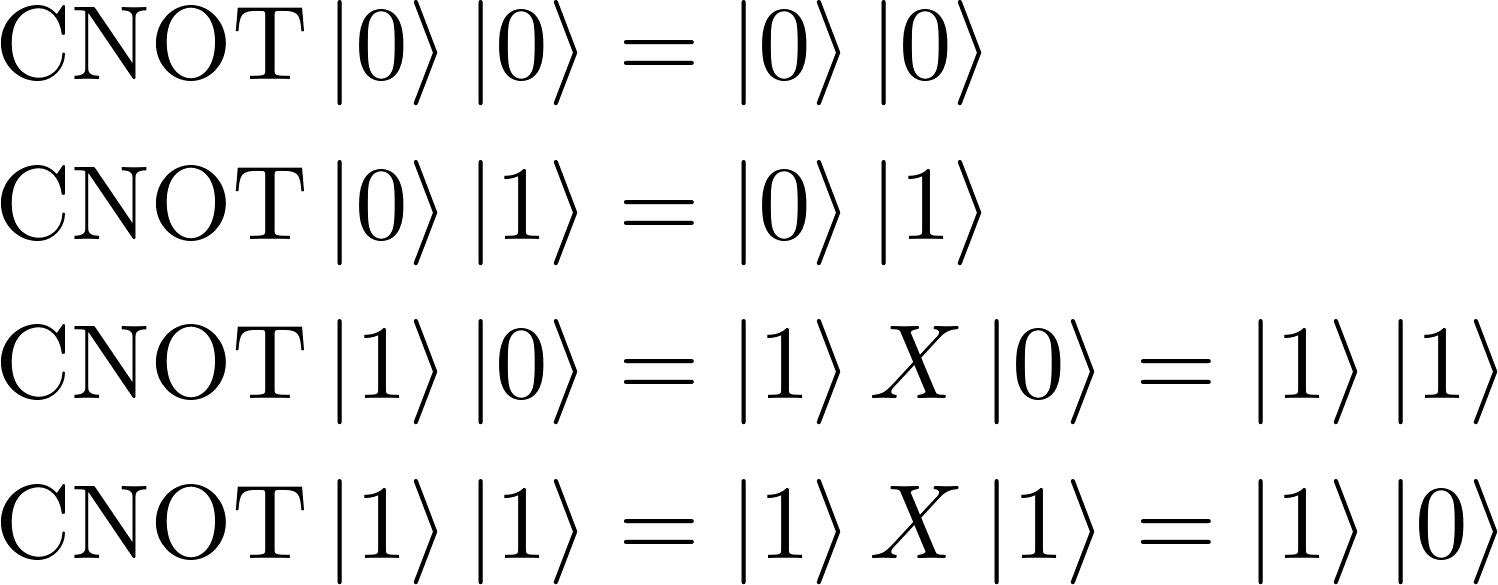 CNOT |0⟩ |0⟩ = |0⟩ |0⟩
CNOT |0⟩ |1⟩ = |0⟩ |1⟩
CNOT |1⟩ |0⟩ = |1⟩ X |0⟩ = |1⟩ |1⟩
CNOT |1⟩ |1⟩ = |1⟩ X |1⟩ = |1⟩ |0⟩